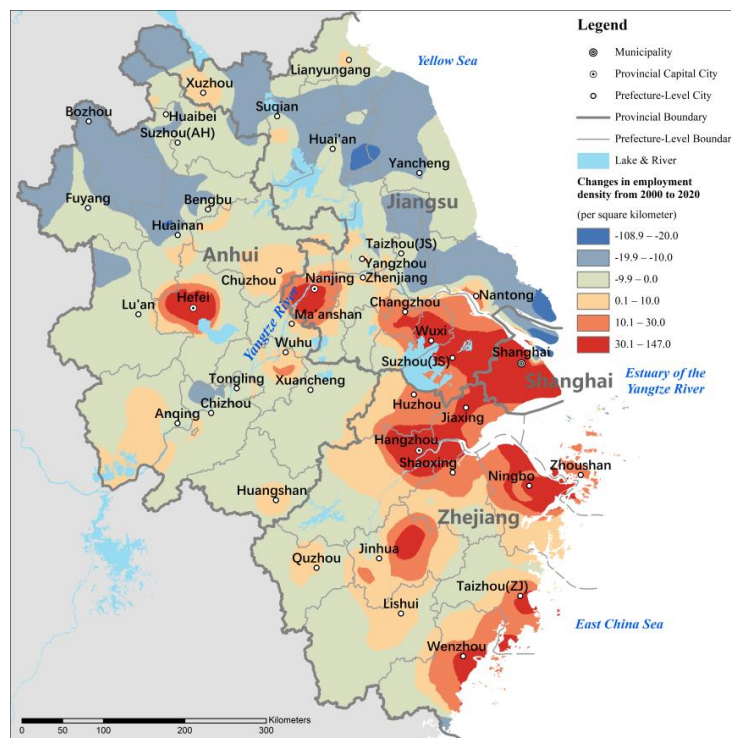 Legend
Municipality
Provincial Capital City
Prefecture-Level City
Provincial Boundary
Prefecture-Level Boundary
Lake & River
Changes in employment
density from 2000 to 2020
(per square kilometer)
-108.9 – -20.0
-19.9 – -10.0
-9.9 – 0.0
0.1 – 10.0
10.1 – 30.0
30.1 – 147.0
Yellow Sea
Lianyungang
Xuzhou
Suqian
Bozhou
Huaibei
Suzhou(AH)
Huai'an
Yancheng
Fuyang
Bengbu
Jiangsu
Huainan
Anhui
Taizhou(JS)
Chuzhou
Yangzhou
Nanjing
Zhenjiang
Hefei
Lu'an
Yangtze River
Ma'anshan
Changzhou
Nantong
Wuxi
Wuhu
Suzhou(JS)
Shanghai
Shanghai
Estuary of the
Yangtze River
Tongling
Xuancheng
Chizhou
Huzhou
Jiaxing
Anqing
Hangzhou
Shaoxing
Zhoushan
Ningbo
Huangshan
Zhejiang
Quzhou
Jinhua
Taizhou(ZJ)
Lishui
East China Sea
Wenzhou
0 50 100 200 300
Kilometers